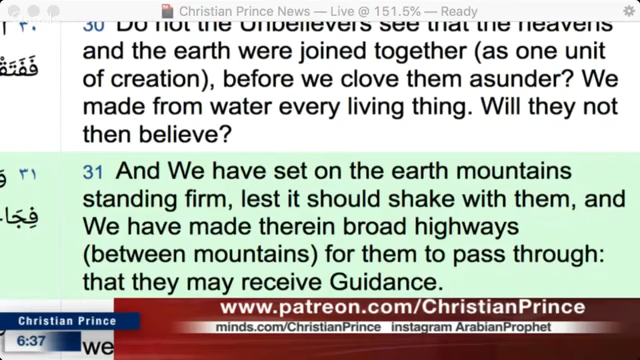 Christian Prince News — Live @ 151.5% — Ready
30 Do not the Unbelievers see that the heavens
and the earth were joined together (as one unit
of creation), before we clove them asunder? We
made from water every living thing. Will they not
then believe?
٣١
31 And We have set on the earth mountains
standing firm, lest it should shake with them, and
We have made therein broad highways
(between mountains) for them to pass through:
that they may receive Guidance.
www.patreon.com/ChristianPrince
Christian Prince
minds.com/ChristianPrince instagram ArabianProphet
6:37
we